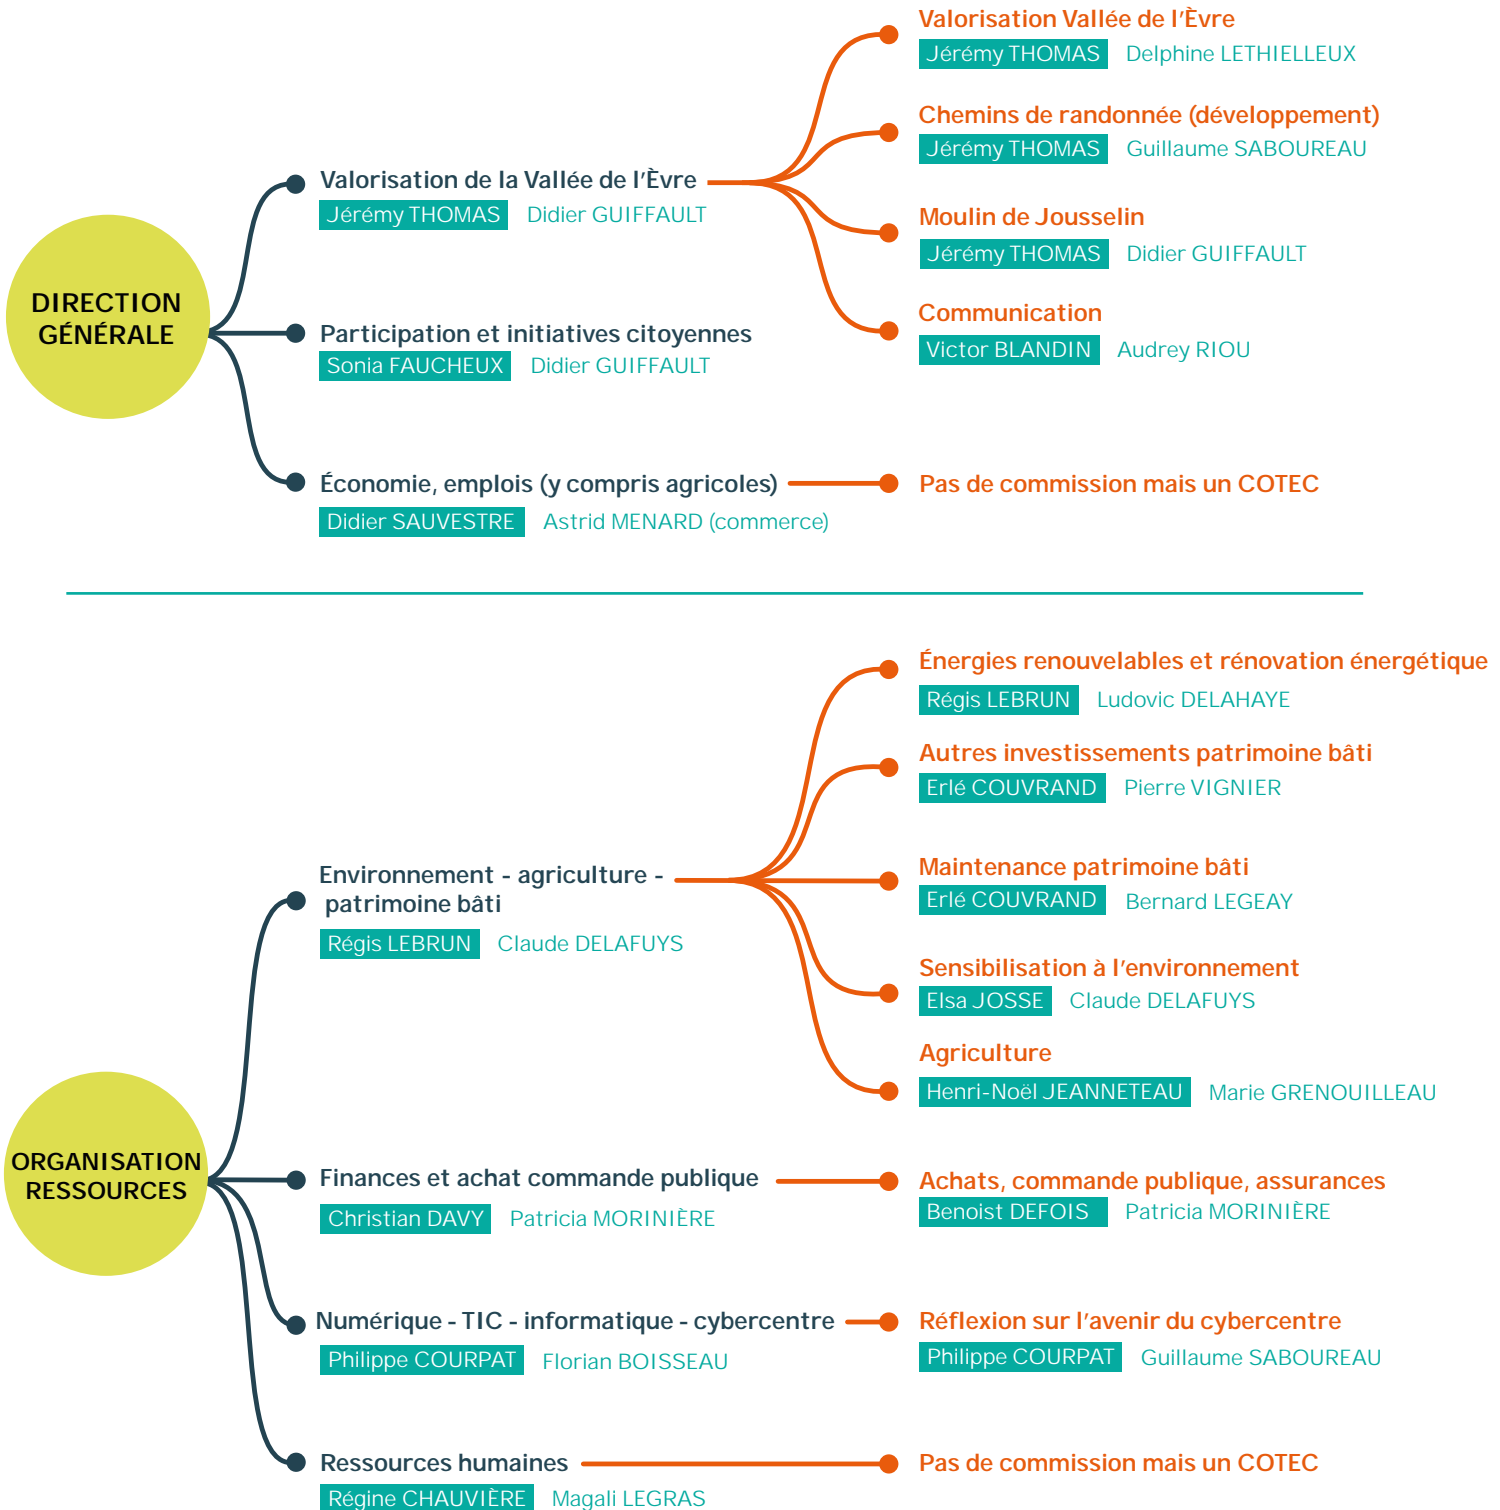 DIRECTION
GÉNÉRALE
Valorisation de la Vallée de l'Èvre
Jérémy THOMAS Didier GUIFFAULT
Valorisation Vallée de l'Èvre
Jérémy THOMAS Delphine LETHIELLEUX
Chemins de randonnée (développement)
Jérémy THOMAS Guillaume SABOUREAU
Moulin de Jousselin
Jérémy THOMAS Didier GUIFFAULT
Communication
Victor BLANDIN Audrey RIOU
Participation et initiatives citoyennes
Sonia FAUCHEUX Didier GUIFFAULT
Économie, emplois (y compris agricoles)
Didier SAUVESTRE Astrid MENARD (commerce)
Pas de commission mais un COTEC
ORGANISATION
RESSOURCES
Environnement - agriculture -
patrimoine bâti
Régis LEBRUN Claude DELAFUYS
Énergies renouvelables et rénovation énergétique
Régis LEBRUN Ludovic DELAHAYE
Autres investissements patrimoine bâti
Erlé COUVRAND Pierre VIGNIER
Maintenance patrimoine bâti
Erlé COUVRAND Bernard LEGEAY
Sensibilisation à l'environnement
Elsa JOSSE Claude DELAFUYS
Agriculture
Henri-Noël JEANNETEAU Marie GRENOUILLEAU
Finances et achat commande publique
Christian DAVY Patricia MORINIÈRE
Achats, commande publique, assurances
Benoist DEFOIS Patricia MORINIÈRE
Numérique - TIC - informatique - cybercentre
Philippe COURPAT Florian BOISSEAU
Réflexion sur l'avenir du cybercentre
Philippe COURPAT Guillaume SABOUREAU
Ressources humaines
Régine CHAUVIÈRE Magali LEGRAS
Pas de commission mais un COTEC